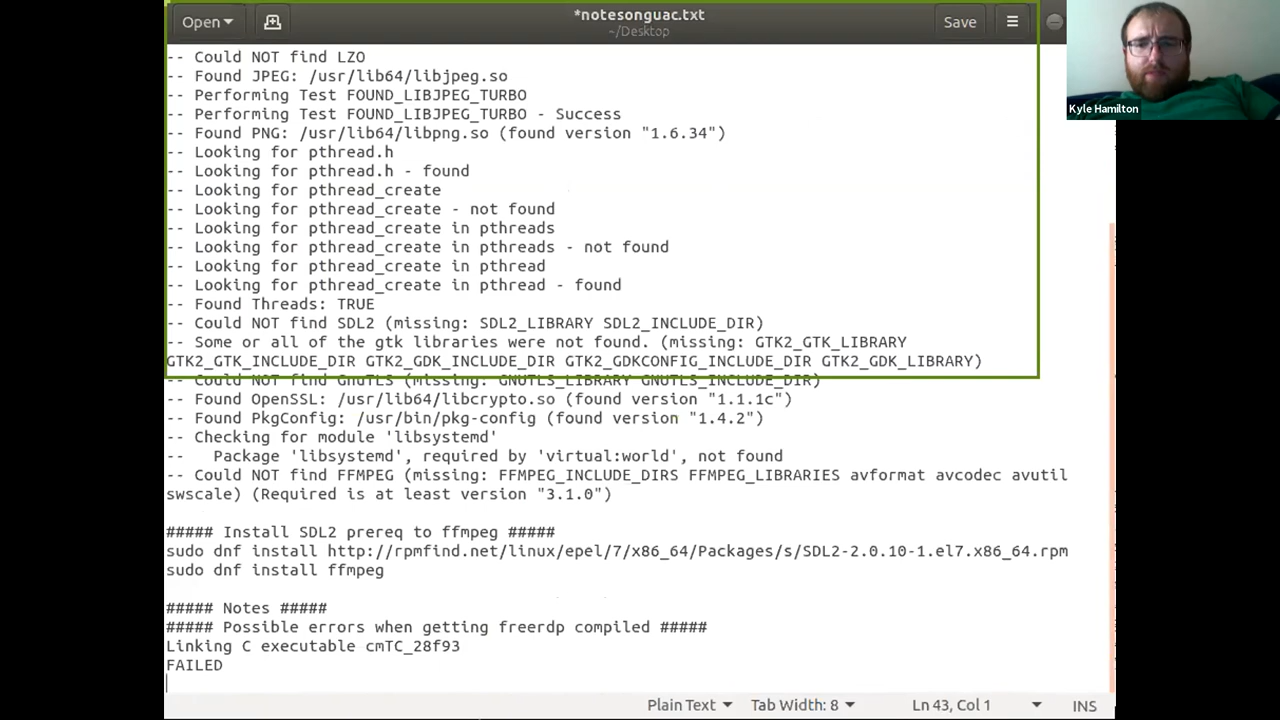 Open
*notesonguac.txt
~/Desktop
Save
Kyle Hamilton
-- Could NOT find LZO
-- Found JPEG: /usr/lib64/libjpeg.so
-- Performing Test FOUND_LIBJPEG_TURBO
-- Performing Test FOUND_LIBJPEG_TURBO - Success
-- Found PNG: /usr/lib64/libpng.so (found version "1.6.34")
-- Looking for pthread.h
-- Looking for pthread.h - found
-- Looking for pthread_create
-- Looking for pthread_create - not found
-- Looking for pthread_create in pthreads
-- Looking for pthread_create in pthreads - not found
-- Looking for pthread_create in pthread
-- Looking for pthread_create in pthread - found
-- Found Threads: TRUE
-- Could NOT find SDL2 (missing: SDL2_LIBRARY SDL2_INCLUDE_DIR)
-- Some or all of the gtk libraries were not found. (missing: GTK2_GTK_LIBRARY
GTK2_GTK_INCLUDE_DIR GTK2_GDK_INCLUDE_DIR GTK2_GDKCONFIG_INCLUDE_DIR GTK2_GDK_LIBRARY)
-- Could NOT find GnuTLS (missing: GNUTLS_LIBRARY GNUTLS_INCLUDE_DIR)
-- Found OpenSSL: /usr/lib64/libcrypto.so (found version "1.1.1c")
-- Found PkgConfig: /usr/bin/pkg-config (found version "1.4.2")
-- Checking for module 'libsystemd'
--   Package 'libsystemd', required by 'virtual:world', not found
-- Could NOT find FFMPEG (missing: FFMPEG_INCLUDE_DIRS FFMPEG_LIBRARIES avformat avcodec avutil
swscale) (Required is at least version "3.1.0")
##### Install SDL2 prereq to ffmpeg #####
sudo dnf install http://rpmfind.net/linux/epel/7/x86_64/Packages/s/SDL2-2.0.10-1.el7.x86_64.rpm
sudo dnf install ffmpeg
##### Notes #####
##### Possible errors when getting freerdp compiled #####
Linking C executable cmTC_28f93
FAILED
Plain Text
Tab Width: 8
Ln 43, Col 1
INS